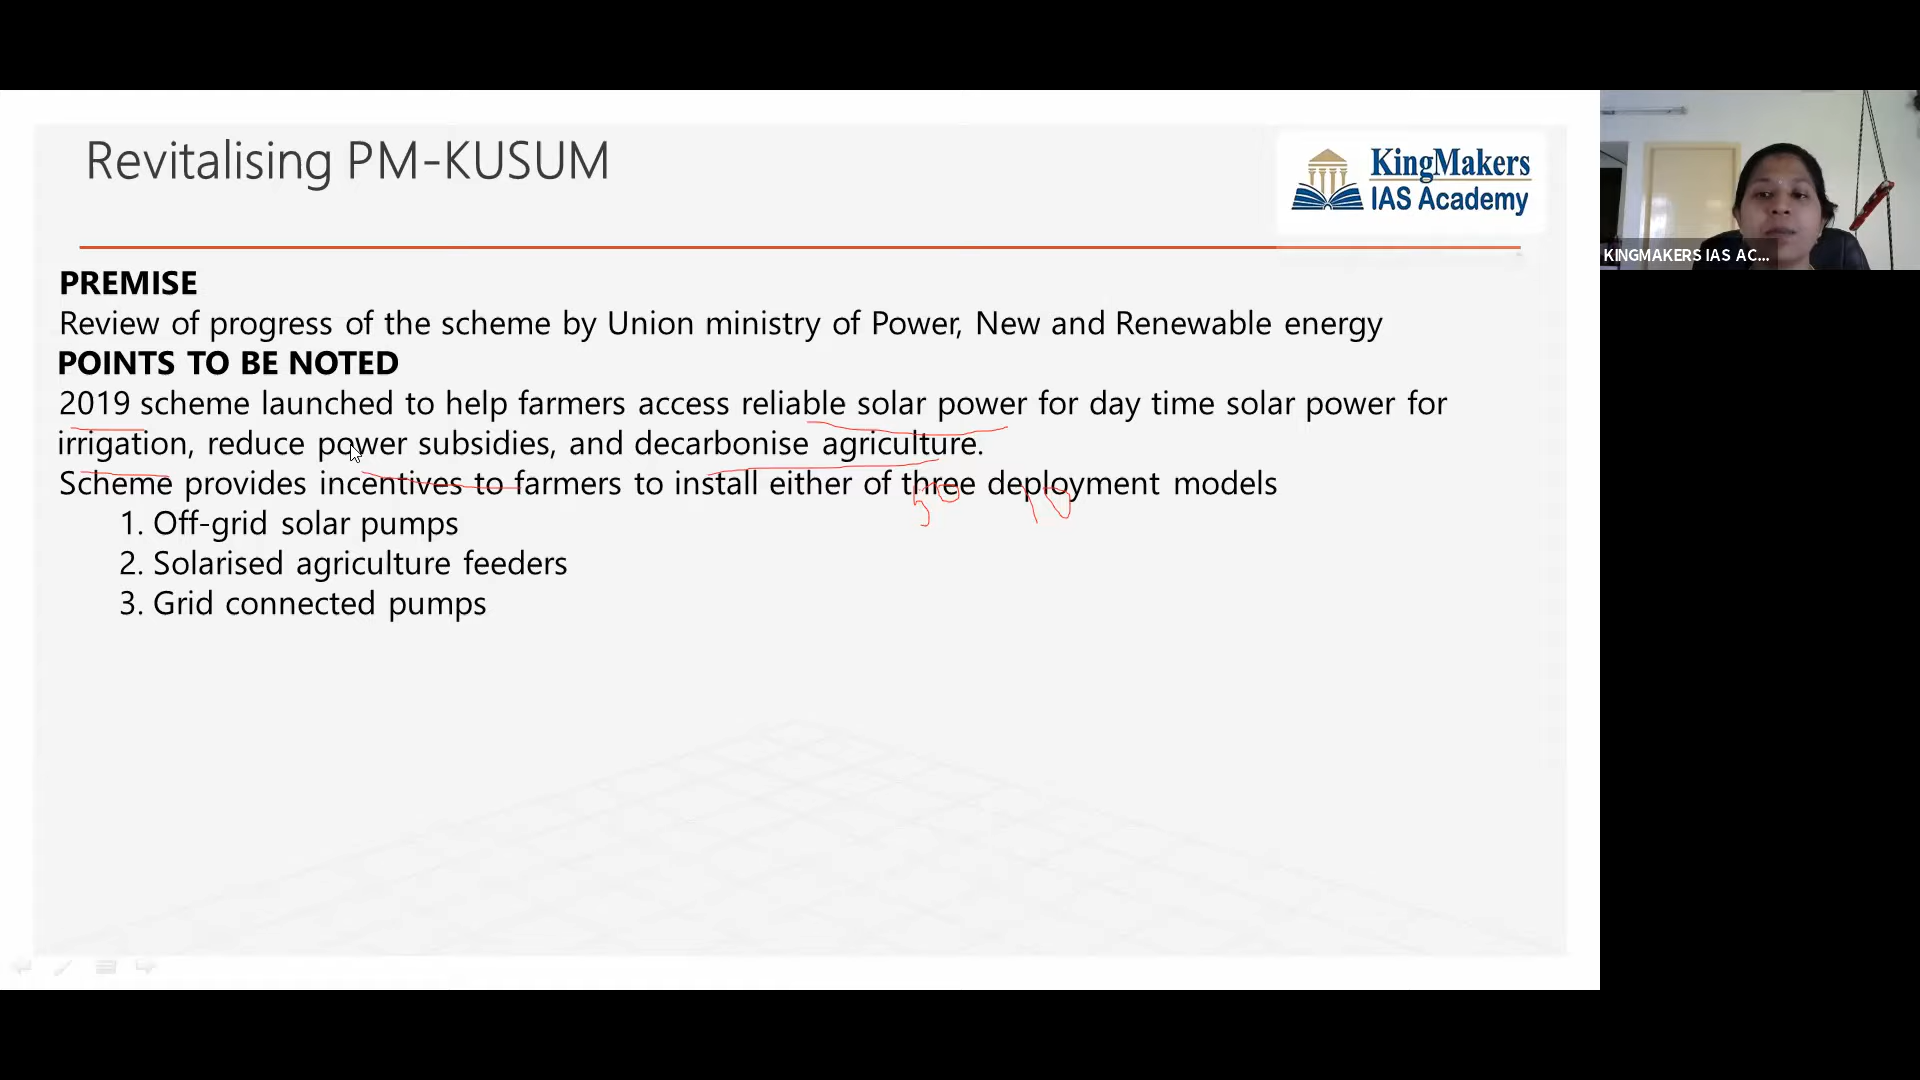 Revitalising PM-KUSUM
KingMakers
IAS Academy
KINGMAKERS IAS AC...
PREMISE
Review of progress of the scheme by Union ministry of Power, New and Renewable energy
POINTS TO BE NOTED
2019 scheme launched to help farmers access reliable solar power for day time solar power for
irrigation, reduce power subsidies, and decarbonise agriculture.
Scheme provides incentives to farmers to install either of three deployment models
50 10
1. Off-grid solar pumps
2. Solarised agriculture feeders
3. Grid connected pumps